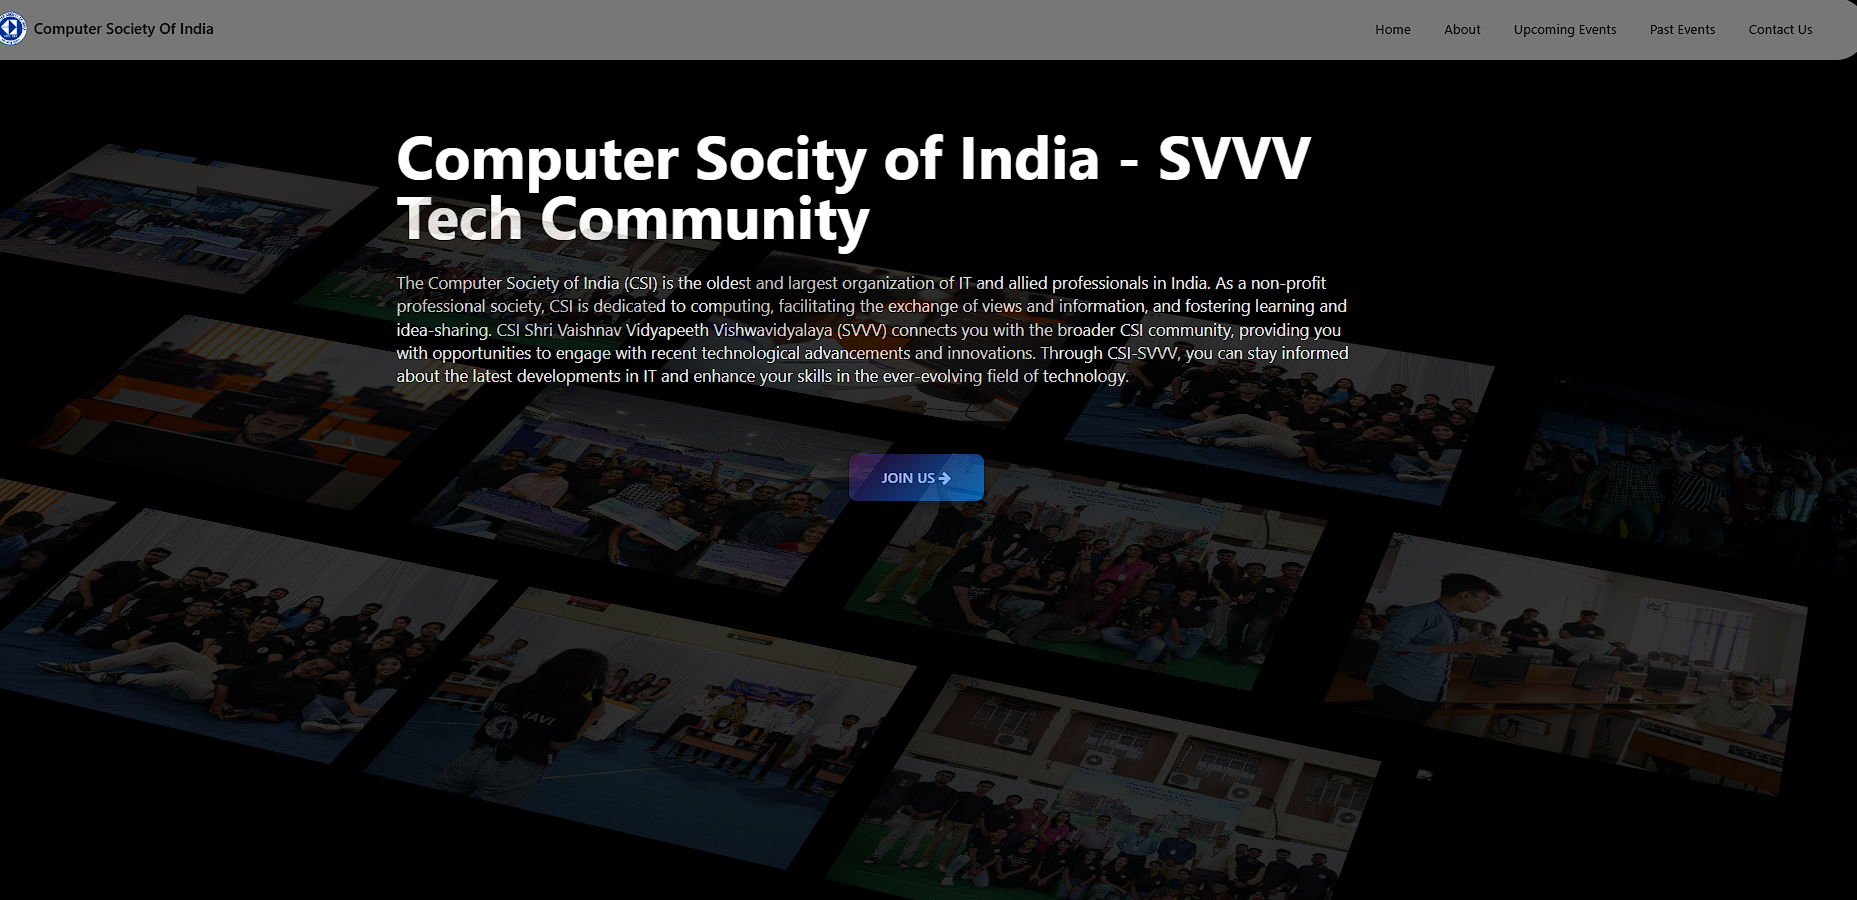 Computer Society Of India
Home
About
Upcoming Events
Past Events
Contact Us
Computer Socity of India - SVVV
Tech Community
The Computer Society of India (CSI) is the oldest and largest organization of IT and allied professionals in India. As a non-profit
professional society, CSI is dedicated to computing, facilitating the exchange of views and information, and fostering learning and
idea-sharing. CSI Shri Vaishnav Vidyapeeth Vishwavidyalaya (SVVV) connects you with the broader CSI community, providing you
with opportunities to engage with recent technological advancements and innovations. Through CSI-SVVV, you can stay informed
about the latest developments in IT and enhance your skills in the ever-evolving field of technology.
JOIN US